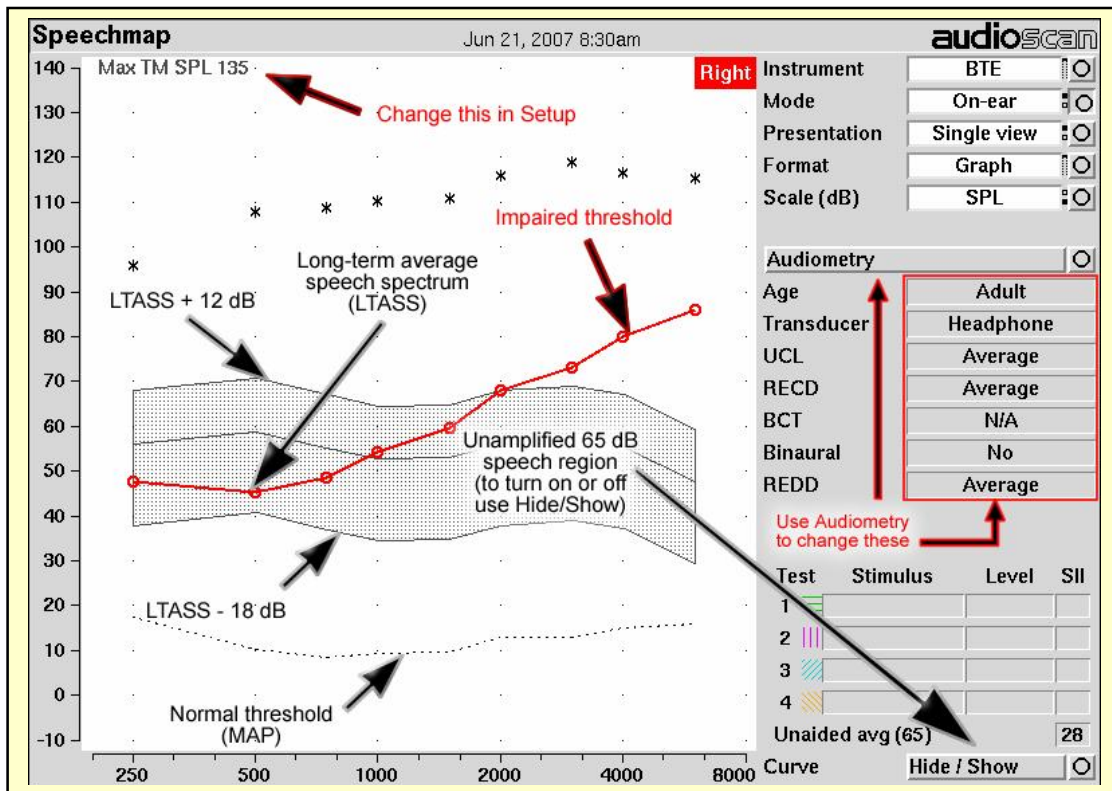 Speechmap
Jun 21, 2007 8:30am
audioscan
Max TM SPL 135
Right
Change this in Setup
140
130
120
110
100
90
80
70
60
50
40
30
20
10
0
-10
Impaired threshold
Long-term average
speech spectrum
(LTASS)
LTASS + 12 dB
Unamplified 65 dB
speech region
(to turn on or off
use Hide/Show)
LTASS - 18 dB
Normal threshold
(MAP)
250 500 1000 2000 4000 8000
Instrument BTE
Mode On-ear
Presentation Single view
Format Graph
Scale (dB) SPL
Audiometry
Age Adult
Transducer Headphone
UCL Average
RECD Average
BCT N/A
Binaural No
REDD Average
Use Audiometry
to change these
Test Stimulus Level SII
1
2
3
4
Unaided avg (65) 28
Curve Hide / Show